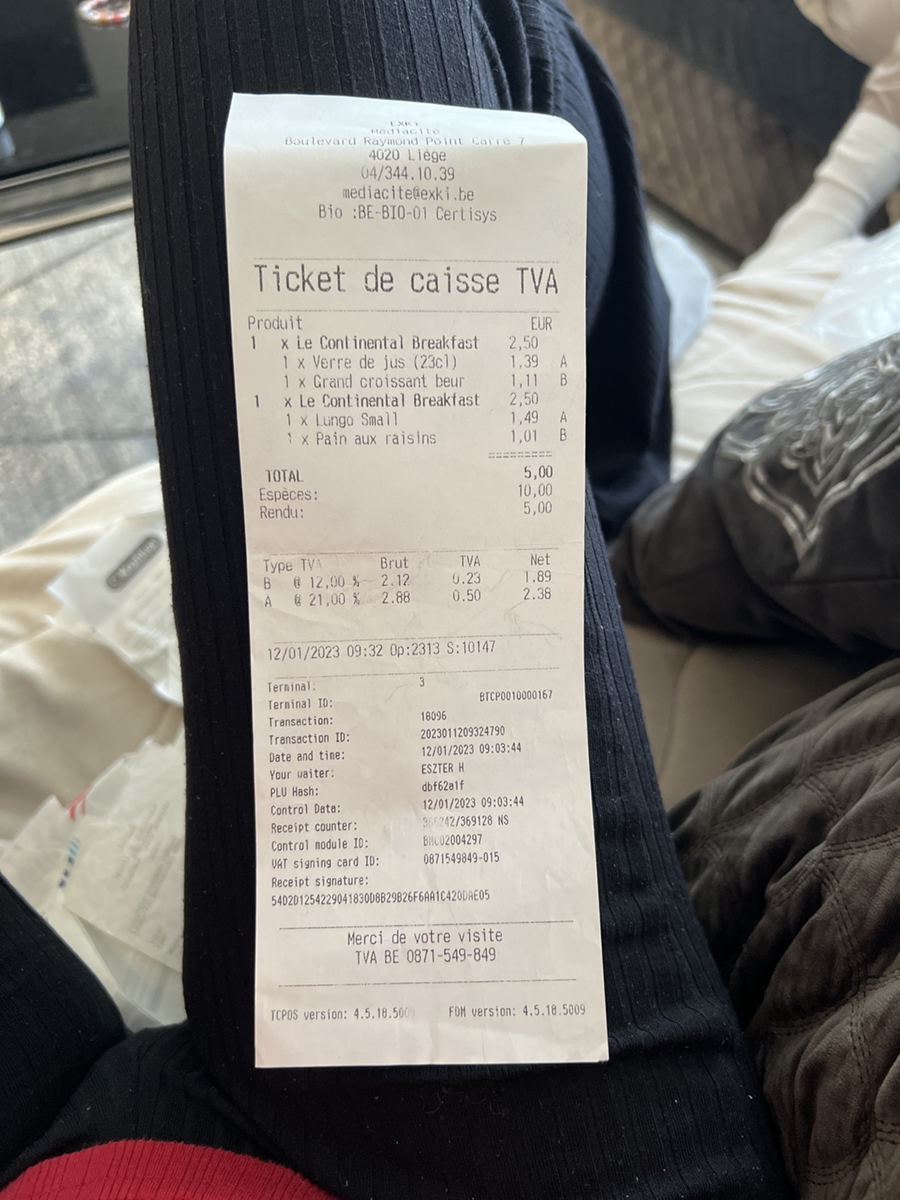 EXKi
Mediacite
Boulevard Raymond Point Carré 7
4020 Liège
04/344.10.39
mediacite@exki.be
Bio :BE-BIO-01 Certisys
Ticket de caisse TVA
Produit EUR
1 x Le Continental Breakfast 2,50
1 x Verre de jus (23cl) 1,39 A
1 x Grand croissant beur 1,11 B
1 x Le Continental Breakfast 2,50
1 x Lungo Small 1,49 A
1 x Pain aux raisins 1,01 B
=========
TOTAL 5,00
Espèces: 10,00
Rendu: 5,00
Type TVA Brut TVA Net
B @ 12,00 % 2.12 0.23 1.89
A @ 21,00 % 2.88 0.50 2.38
12/01/2023 09:32 Op:2313 S:10147
Terminal: 3
Terminal ID: BTCP0010000167
Transaction: 18096
Transaction ID: 2023011209324790
Date and time: 12/01/2023 09:03:44
Your waiter: ESZTER H
PLU Hash: dbf62a1f
Control Data: 12/01/2023 09:03:44
Receipt counter: NS
Control module ID: BMC02004297
VAT signing card ID: 0871549849-015
Receipt signature:
54D2D1254229041830D8B29B26F6AA1C420DAE05
Merci de votre visite
TVA BE 0871-549-849
TCPOS version: 4.5.18.5009 FDM version: 4.5.18.5009